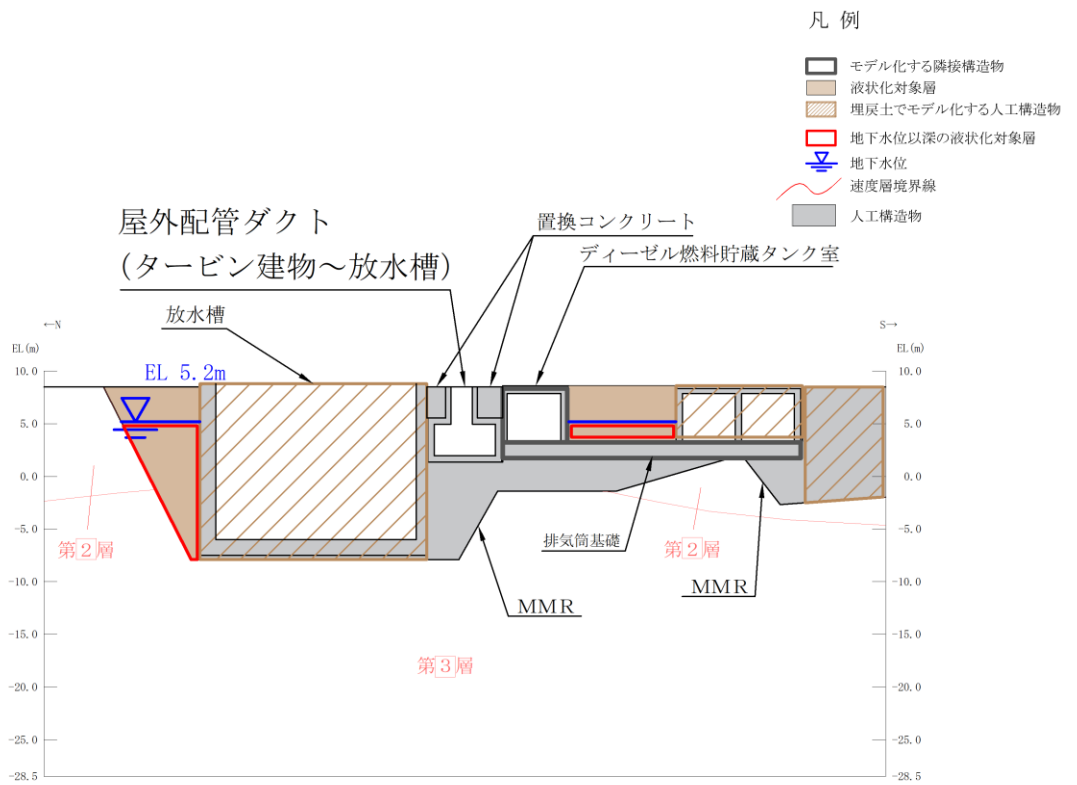 凡 例
モデル化する隣接構造物
液状化対象層
埋戻土でモデル化する人工構造物
地下水位以深の液状化対象層
地下水位
速度層境界線
人工構造物
屋外配管ダクト
(タービン建物～放水槽)
置換コンクリート
ディーゼル燃料貯蔵タンク室
放水槽
←N
S→
EL(m)
EL(m)
EL 5.2m
10.0
10.0
5.0
5.0
0.0
0.0
-5.0
-5.0
第2層
排気筒基礎
第2層
-10.0
-10.0
MMR
MMR
-15.0
-15.0
第3層
-20.0
-20.0
-25.0
-25.0
-28.5
-28.5